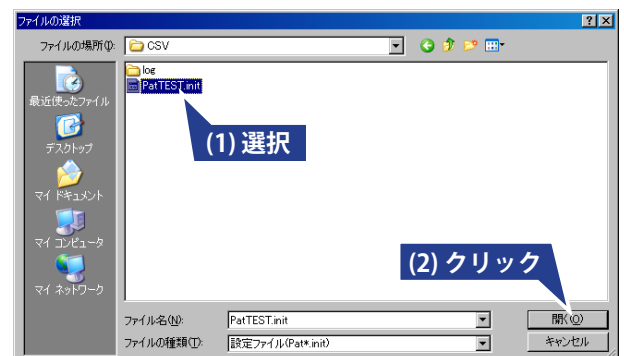 ファイルの選択
ファイルの場所(I):
CSV
log
PatTEST.init
(1) 選択
最近使ったファイル
デスクトップ
マイ ドキュメント
マイ コンピュータ
マイ ネットワーク
(2) クリック
ファイル名(N):
PatTEST.init
開く(O)
ファイルの種類(T):
設定ファイル(Pat*.init)
キャンセル